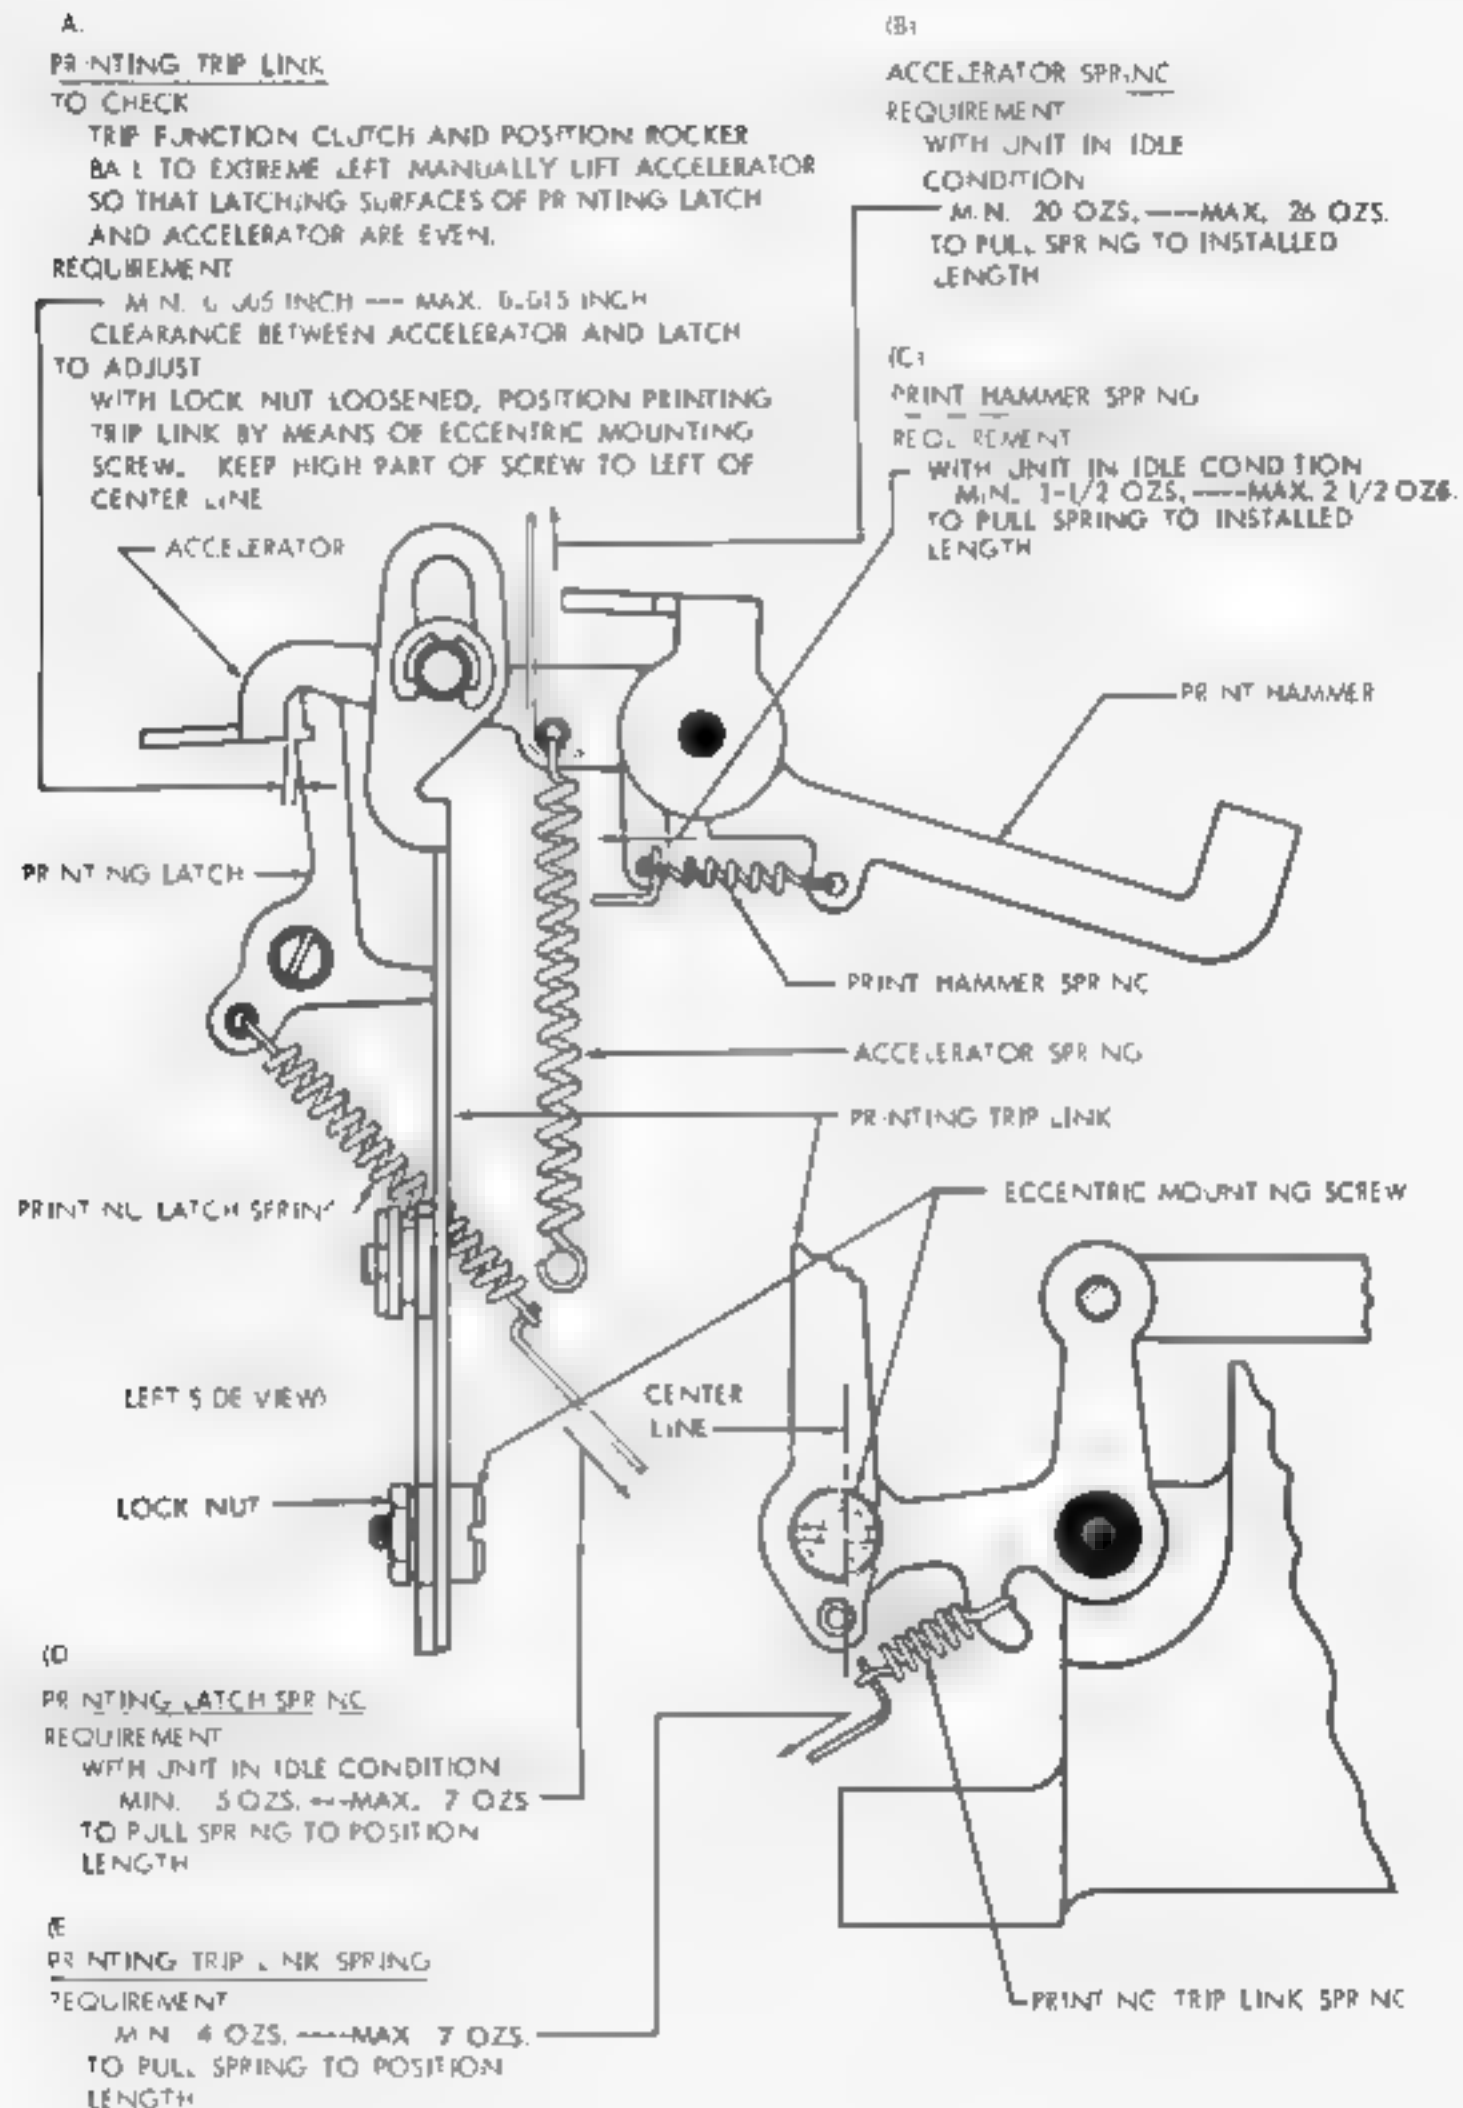 A.
PRINTING TRIP LINK
TO CHECK
TRIP FUNCTION CLUTCH AND POSITION ROCKER
BAIL TO EXTREME LEFT MANUALLY LIFT ACCELERATOR
SO THAT LATCHING SURFACES OF PRINTING LATCH
AND ACCELERATOR ARE EVEN.
REQUIREMENT
MIN. 0.005 INCH --- MAX. 0.015 INCH
CLEARANCE BETWEEN ACCELERATOR AND LATCH
TO ADJUST
WITH LOCK NUT LOOSENED, POSITION PRINTING
TRIP LINK BY MEANS OF ECCENTRIC MOUNTING
SCREW. KEEP HIGH PART OF SCREW TO LEFT OF
CENTER LINE
(B)
ACCELERATOR SPRING
REQUIREMENT
WITH UNIT IN IDLE
CONDITION
MIN. 20 OZS. ---- MAX. 26 OZS.
TO PULL SPRING TO INSTALLED
LENGTH
(C)
PRINT HAMMER SPRING
REQUIREMENT
WITH UNIT IN IDLE CONDITION
MIN. 1-1/2 OZS. ---- MAX. 2 1/2 OZS.
TO PULL SPRING TO INSTALLED
LENGTH
ACCELERATOR
PRINT HAMMER
PRINTING LATCH
PRINT HAMMER SPRING
ACCELERATOR SPRING
PRINTING TRIP LINK
PRINTING LATCH SPRING
ECCENTRIC MOUNTING SCREW
LEFT SIDE VIEW)
CENTER
LINE
LOCK NUT
(D
PRINTING LATCH SPRING
REQUIREMENT
WITH UNIT IN IDLE CONDITION
MIN. 5 OZS. --- MAX. 7 OZS
TO PULL SPRING TO POSITION
LENGTH
(E
PRINTING TRIP LINK SPRING
REQUIREMENT
MIN 4 OZS. ---- MAX 7 OZS.
TO PULL SPRING TO POSITION
LENGTH
PRINTING TRIP LINK SPRING